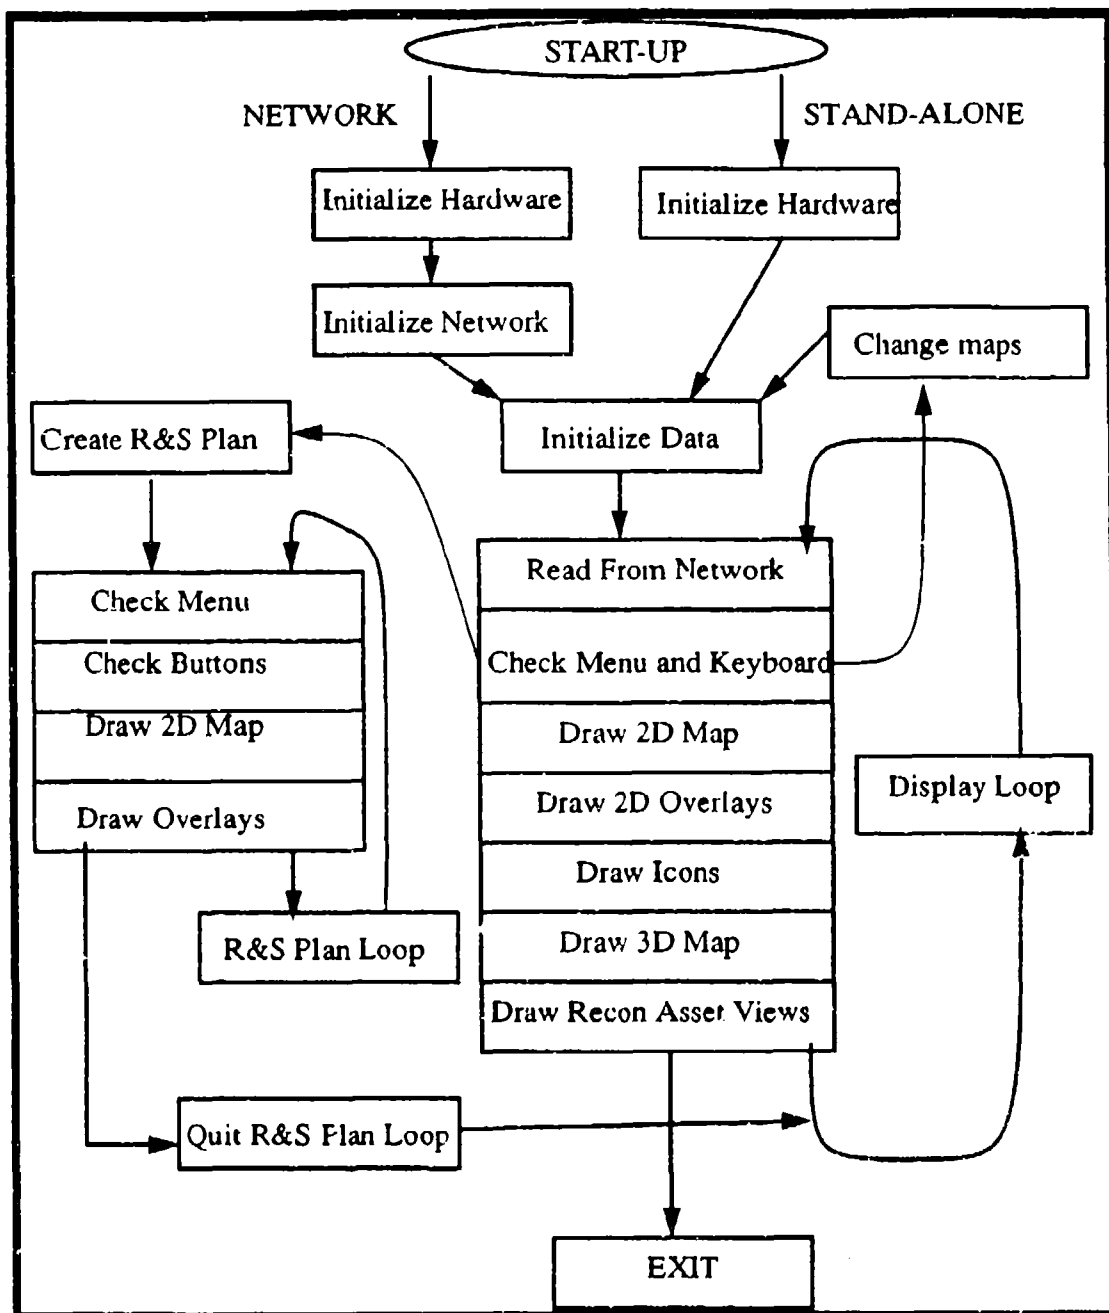 START-UP
NETWORK
STAND-ALONE
Initialize Hardware
Initialize Hardware
Initialize Network
Change maps
Create R&S Plan
Initialize Data
Read From Network
Check Menu
Check Buttons
Check Menu and Keyboard
Draw 2D Map
Draw 2D Map
Draw Overlays
Draw 2D Overlays
Display Loop
Draw Icons
R&S Plan Loop
Draw 3D Map
Draw Recon Asset Views
Quit R&S Flan Loop
EXIT